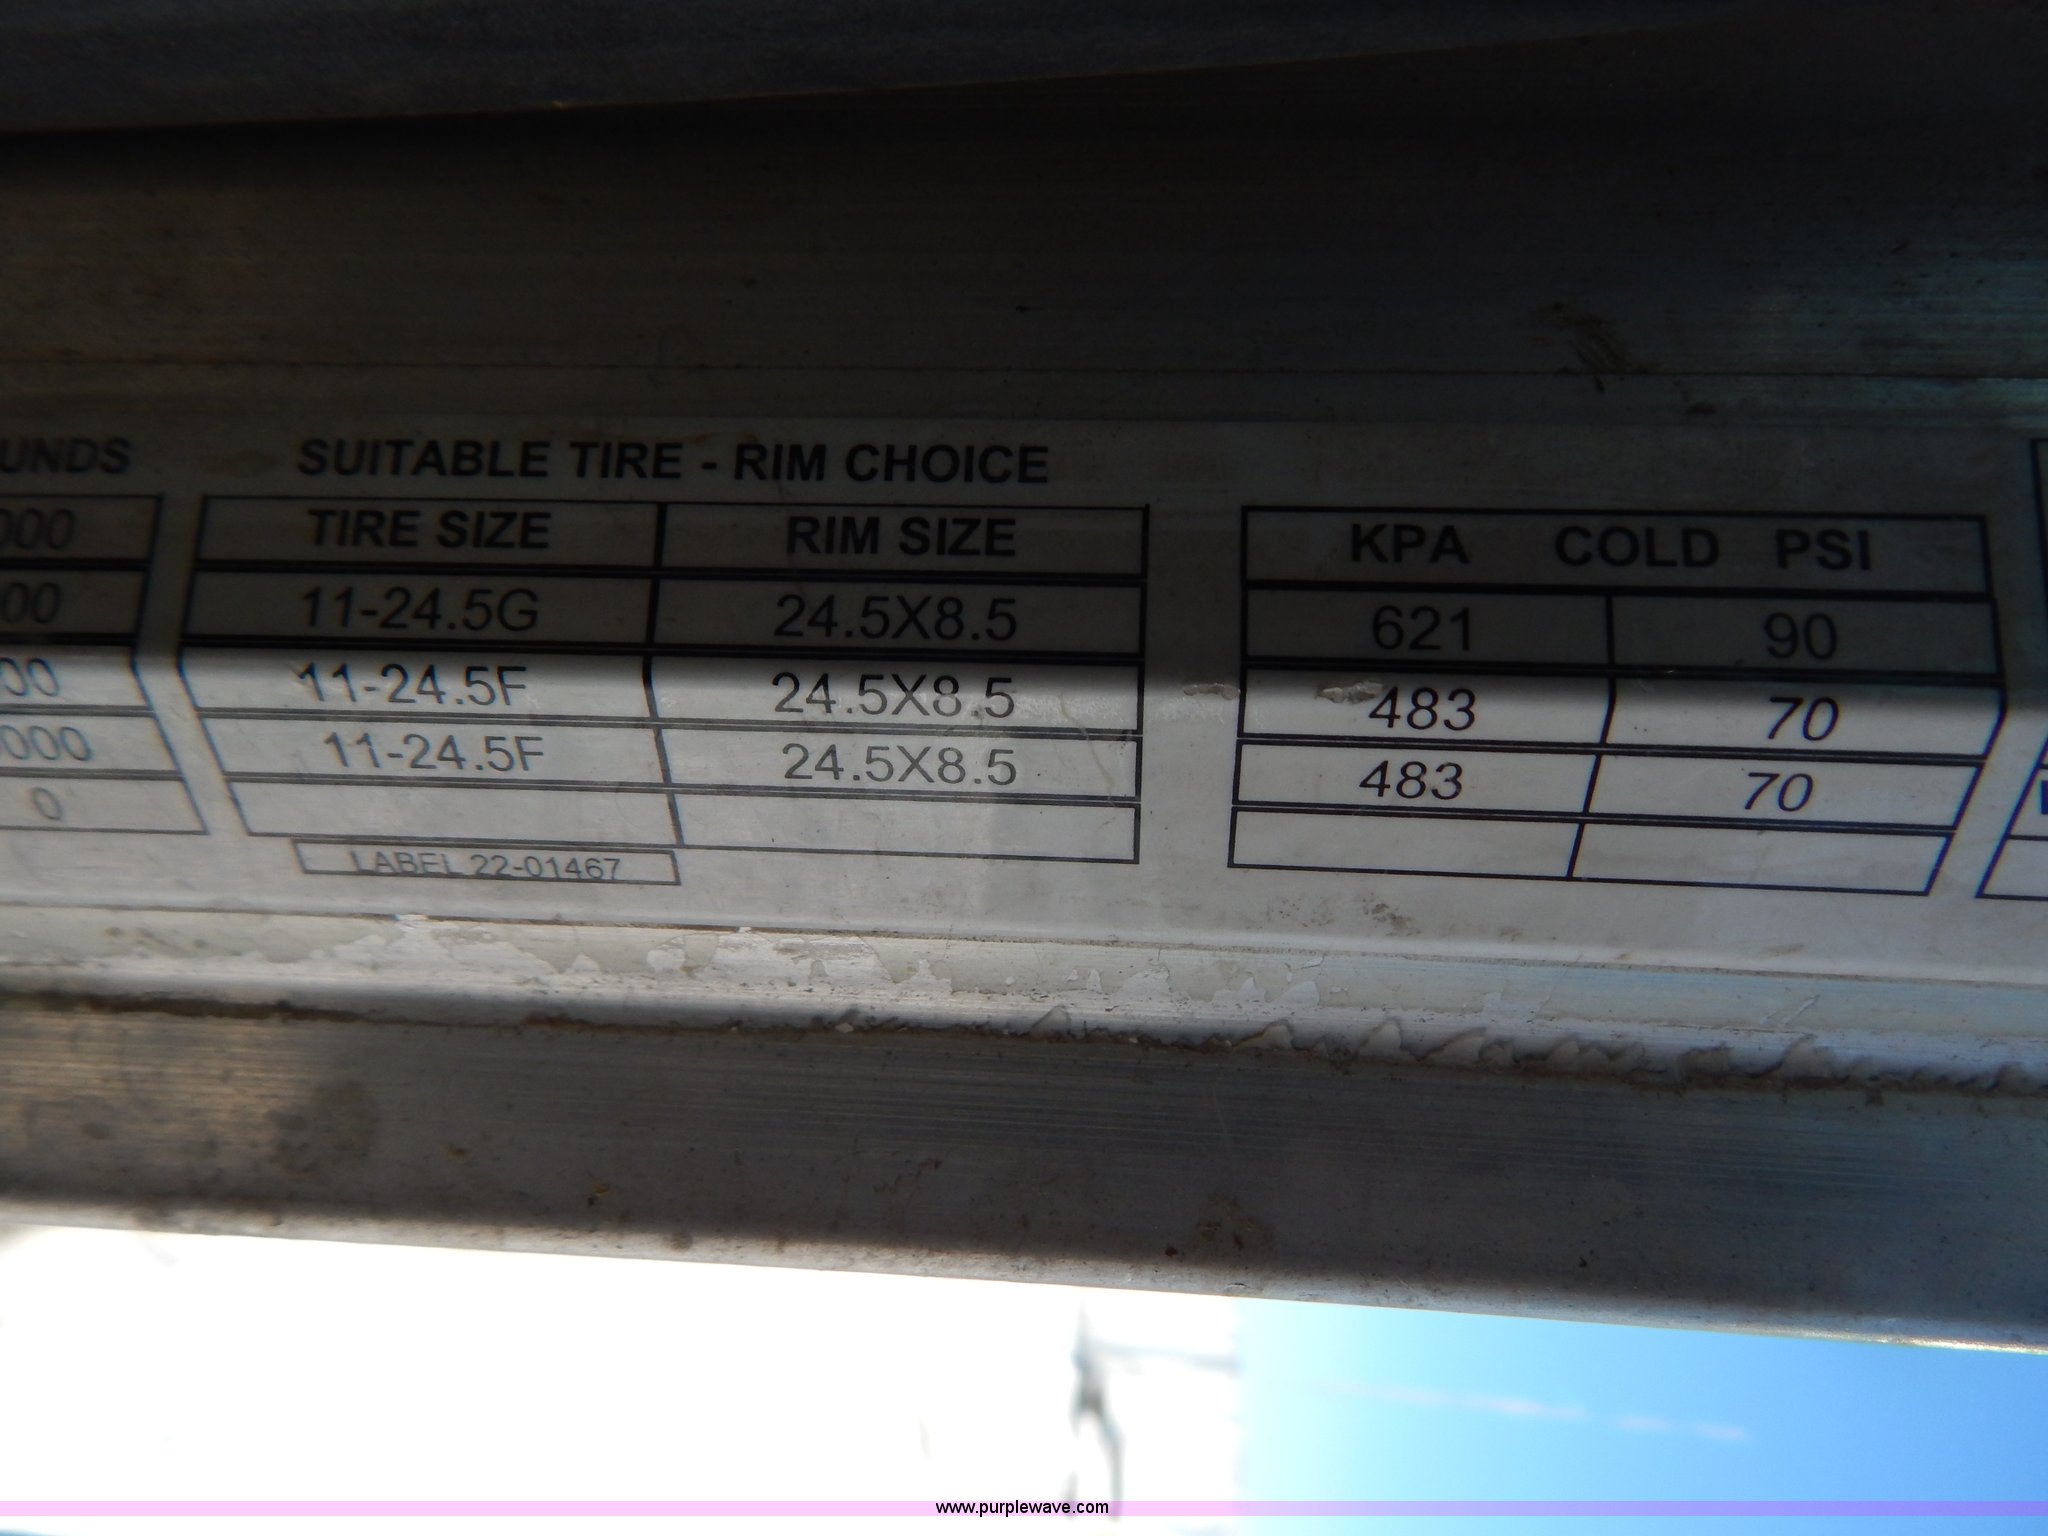 SUITABLE TIRE - RIM CHOICE
TIRE SIZE RIM SIZE KPA COLD PSI
11-24.5G 24.5X8.5 621 90
11-24.5F 24.5X8.5 483 70
11-24.5F 24.5X8.5 483 70
0
LABEL 22-01467
www.purplewave.com